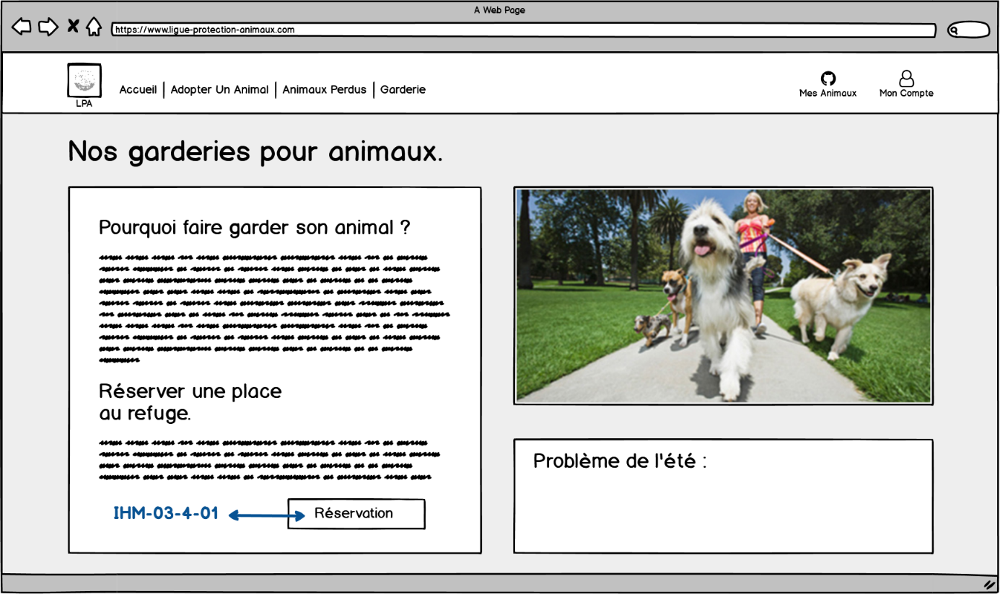 A Web Page
https://www.ligue-protection-animaux.com
LPA
Accueil | Adopter Un Animal | Animaux Perdus | Garderie
Mes Animaux
Mon Compte
Nos garderies pour animaux.
Pourquoi faire garder son animal ?
Réserver une place
au refuge.
IHM-03-4-01
Réservation
Problème de l'été :